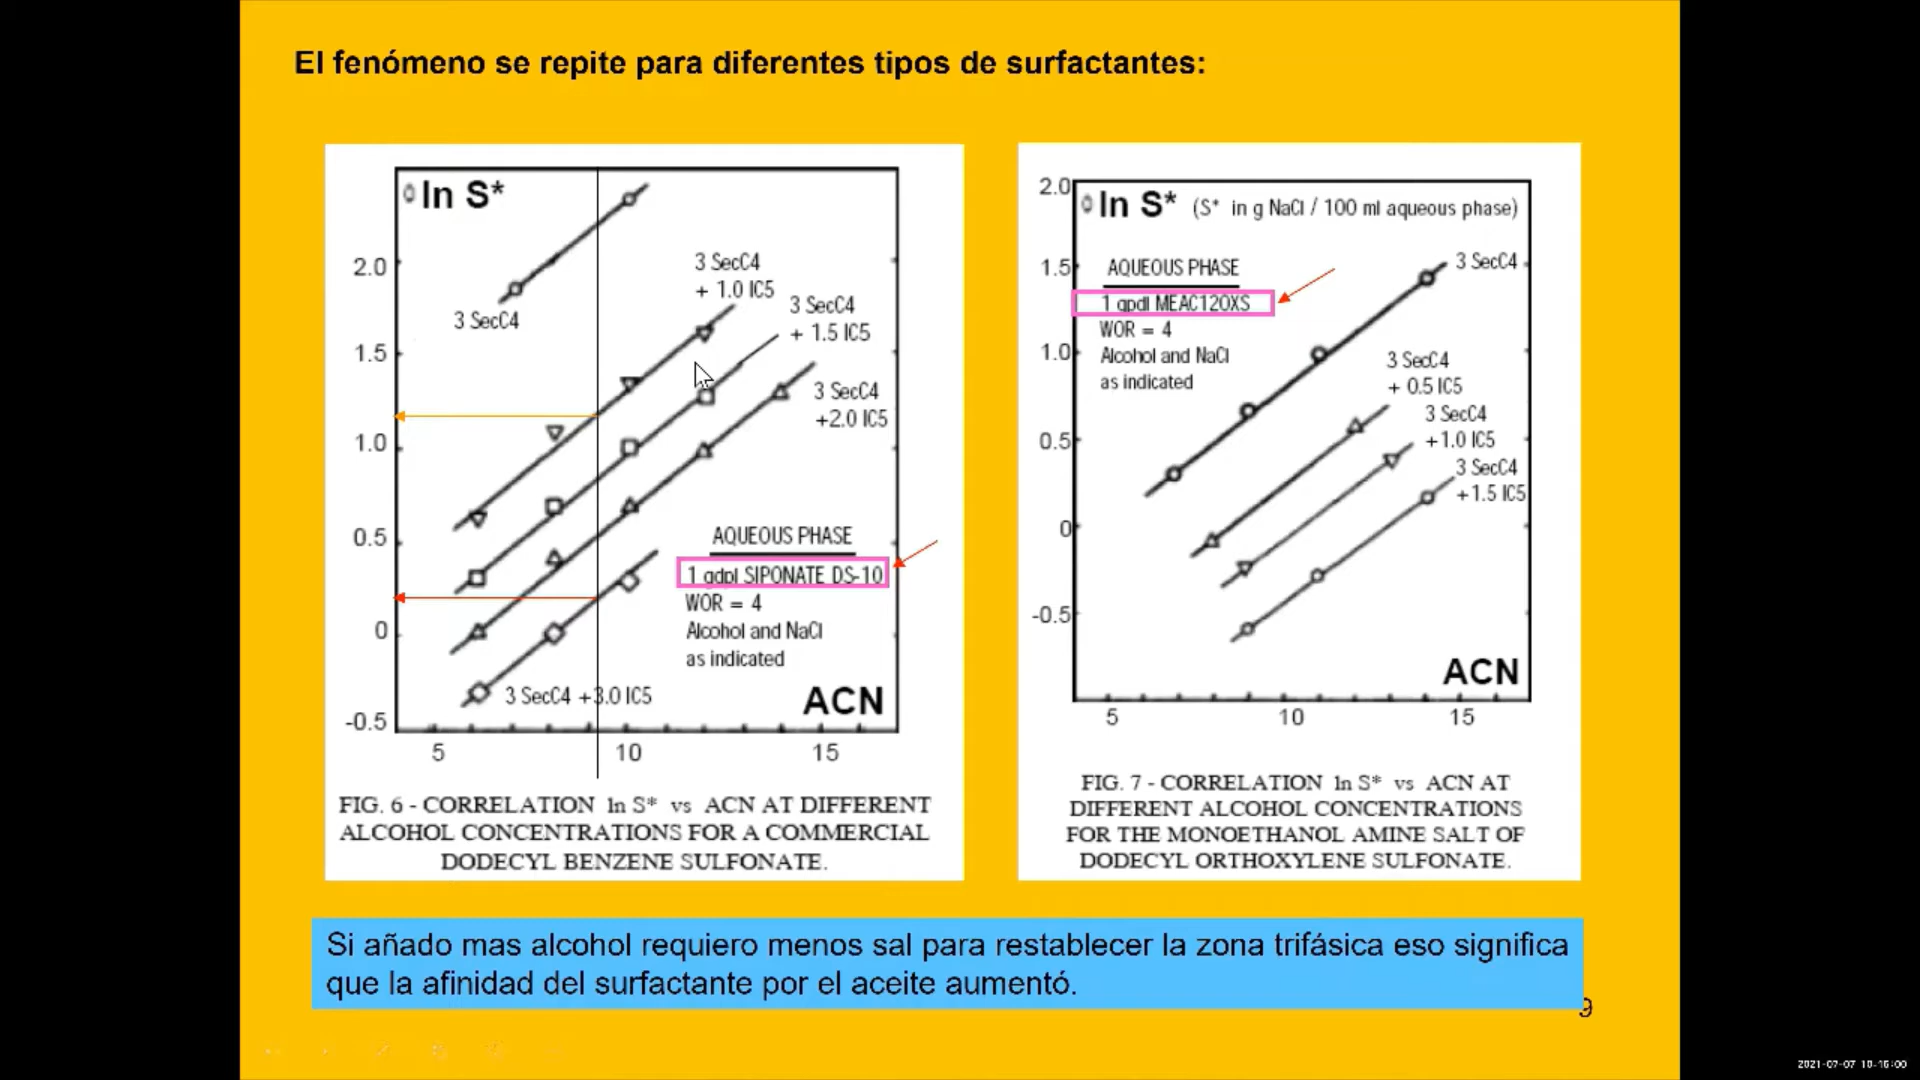 El fenómeno se repite para diferentes tipos de surfactantes:
ln S*
2.0
1.5
1.0
0.5
0
-0.5
3 SecC4
3 SecC4
+ 1.0 IC5
3 SecC4
+ 1.5 IC5
3 SecC4
+2.0 IC5
AQUEOUS PHASE
1 gdpl SIPONATE DS-10
WOR = 4
Alcohol and NaCl
as indicated
3 SecC4 +3.0 IC5
ACN
5 10 15
FIG. 6 - CORRELATION ln S* vs ACN AT DIFFERENT
ALCOHOL CONCENTRATIONS FOR A COMMERCIAL
DODECYL BENZENE SULFONATE.
2.0
1.5
1.0
0.5
0
-0.5
ln S* (S* in g NaCl / 100 ml aqueous phase)
AQUEOUS PHASE
1 gpdl MEAC12OXS
WOR = 4
Alcohol and NaCl
as indicated
3 SecC4
3 SecC4
+ 0.5 IC5
3 SecC4
+1.0 IC5
3 SecC4
+1.5 IC5
ACN
5 10 15
FIG. 7 - CORRELATION ln S* vs ACN AT
DIFFERENT ALCOHOL CONCENTRATIONS
FOR THE MONOETHANOL AMINE SALT OF
DODECYL ORTHOXYLENE SULFONATE.
Si añado mas alcohol requiero menos sal para restablecer la zona trifásica eso significa
que la afinidad del surfactante por el aceite aumentó.
9
2021-07-07 10:16:00